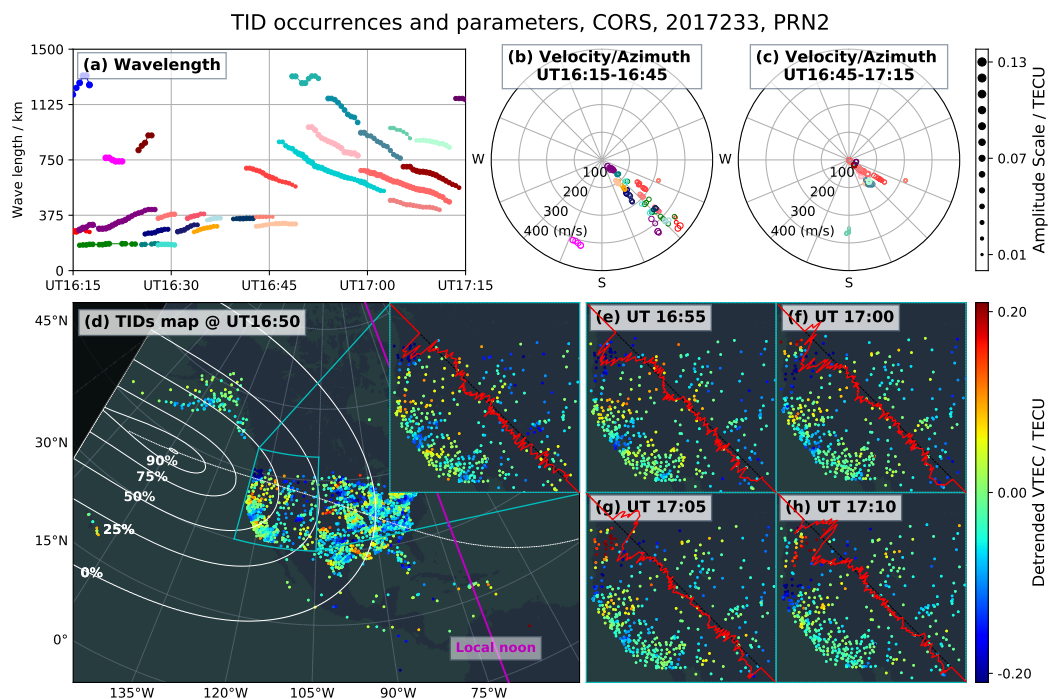 TID occurrences and parameters, CORS, 2017233, PRN2
(a) Wavelength
Wave length / km
1500
1125
750
375
0
UT16:15
UT16:30
UT16:45
UT17:00
UT17:15
(b) Velocity/Azimuth
UT16:15-16:45
W
100
200
300
400 (m/s)
S
(c) Velocity/Azimuth
UT16:45-17:15
W
100
200
300
400 (m/s)
S
0.13
0.07
0.01
Amplitude Scale / TECU
(d) TIDs map @ UT16:50
45°N
30°N
15°N
0°
135°W
120°W
105°W
90°W
75°W
90%
75%
50%
25%
0%
Local noon
(e) UT 16:55
(f) UT 17:00
(g) UT 17:05
(h) UT 17:10
0.20
0.00
-0.20
Detrended VTEC / TECU